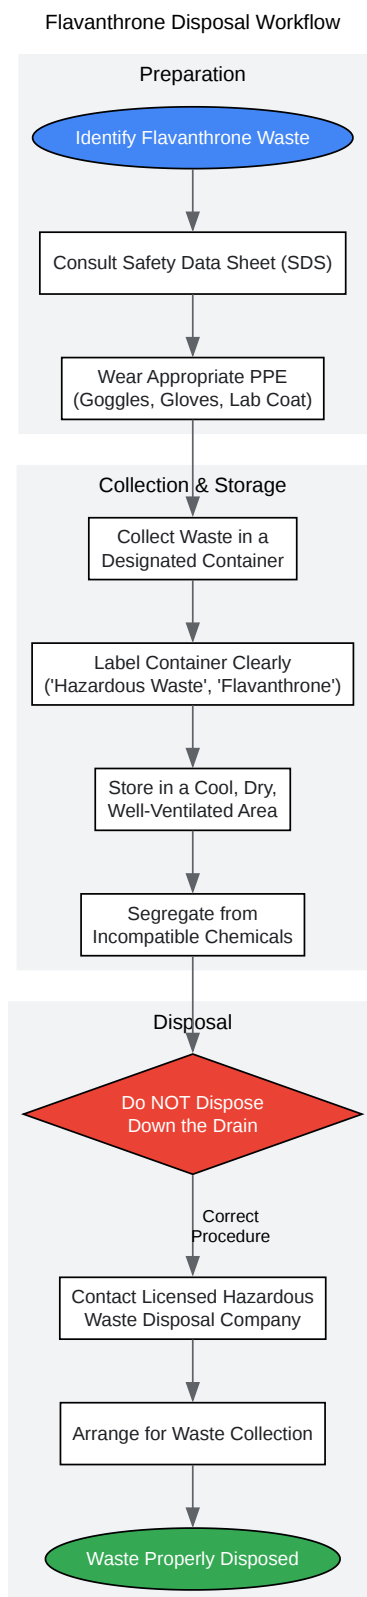 Flavanthrone Disposal Workflow
Preparation
Identify Flavanthrone Waste
Consult Safety Data Sheet (SDS)
Wear Appropriate PPE
(Goggles, Gloves, Lab Coat)
Collection & Storage
Collect Waste in a
Designated Container
Label Container Clearly
('Hazardous Waste', 'Flavanthrone')
Store in a Cool, Dry,
Well-Ventilated Area
Segregate from
Incompatible Chemicals
Disposal
Do NOT Dispose
Down the Drain
Correct
Procedure
Contact Licensed Hazardous
Waste Disposal Company
Arrange for Waste Collection
Waste Properly Disposed